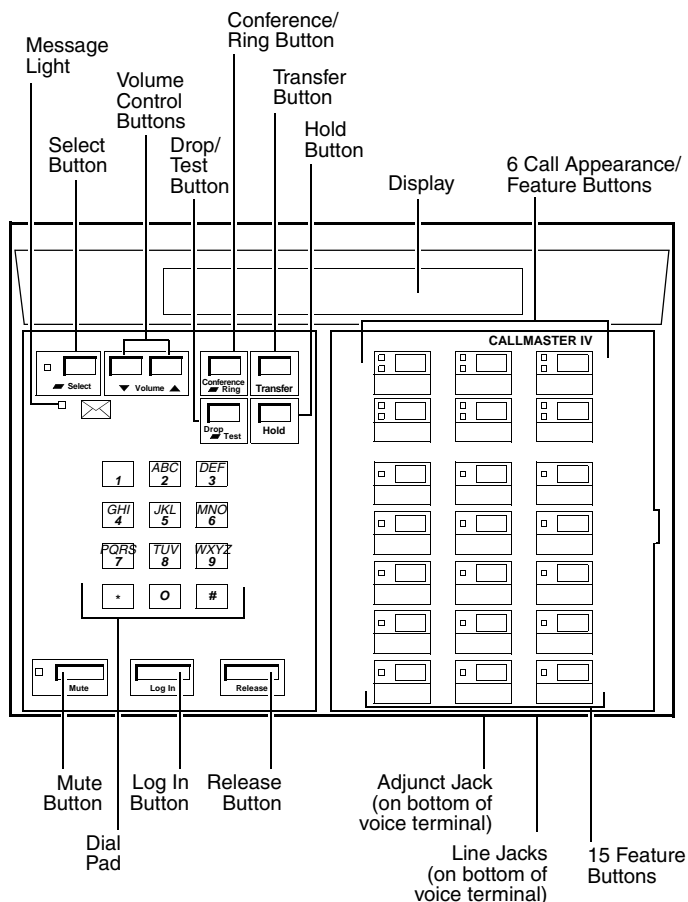 Conference/
Ring Button
Message
Light
Volume
Control
Buttons
Transfer
Button
Select
Button
Drop/
Test
Button
Hold
Button
Display
6 Call Appearance/
Feature Buttons
CALLMASTER IV
Select
Volume
Conference
Ring
Transfer
Drop
Test
Hold
1
ABC
2
DEF
3
GHI
4
JKL
5
MNO
6
PQRS
7
TUV
8
WXYZ
9
*
O
#
Mute
Log In
Release
Mute
Button
Log In
Button
Release
Button
Dial
Pad
Adjunct Jack
(on bottom of
voice terminal)
Line Jacks
(on bottom of
voice terminal)
15 Feature
Buttons